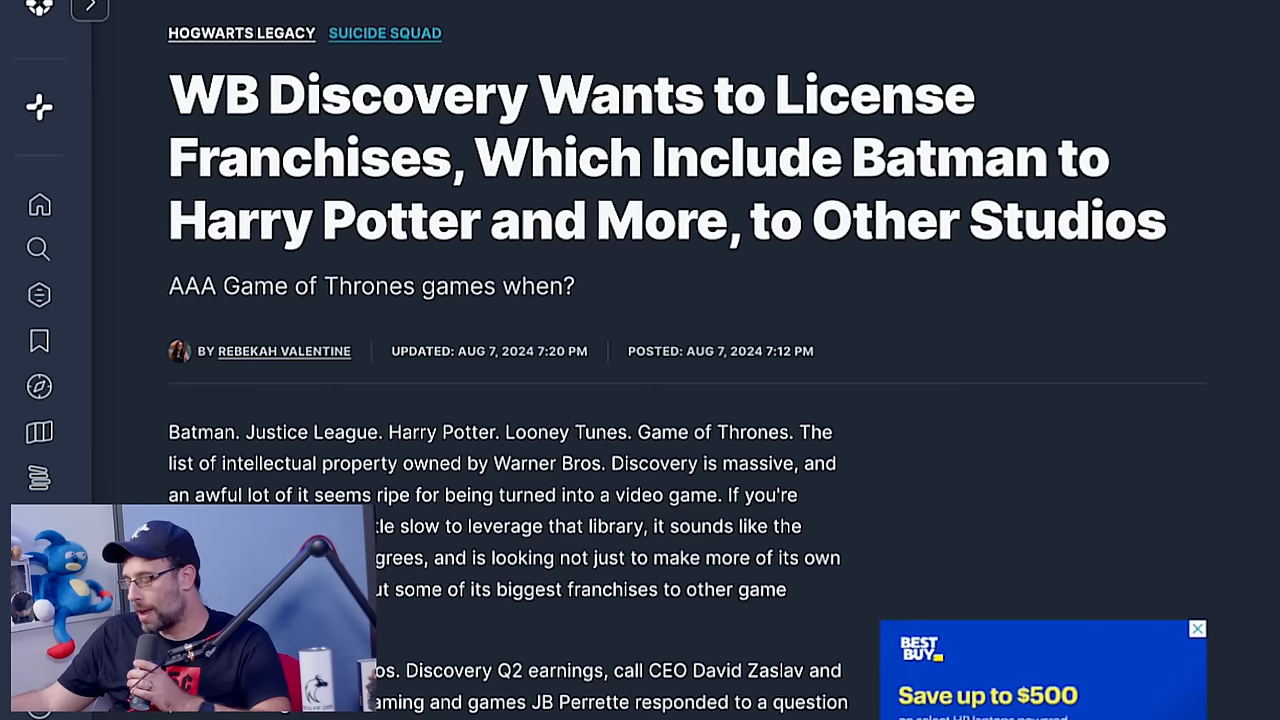 HOGWARTS LEGACY SUICIDE SQUAD
WB Discovery Wants to License
Franchises, Which Include Batman to
Harry Potter and More, to Other Studios
AAA Game of Thrones games when?
BY REBEKAH VALENTINE UPDATED: AUG 7, 2024 7:20 PM POSTED: AUG 7, 2024 7:12 PM
Batman. Justice League. Harry Potter. Looney Tunes. Game of Thrones. The
list of intellectual property owned by Warner Bros. Discovery is massive, and
an awful lot of it seems ripe for being turned into a video game. If you're
slow to leverage that library, it sounds like the
and is looking not just to make more of its own
some of its biggest franchises to other game
Discovery Q2 earnings, call CEO David Zaslav and
and games JB Perrette responded to a question
BEST
BUY
Save up to $500